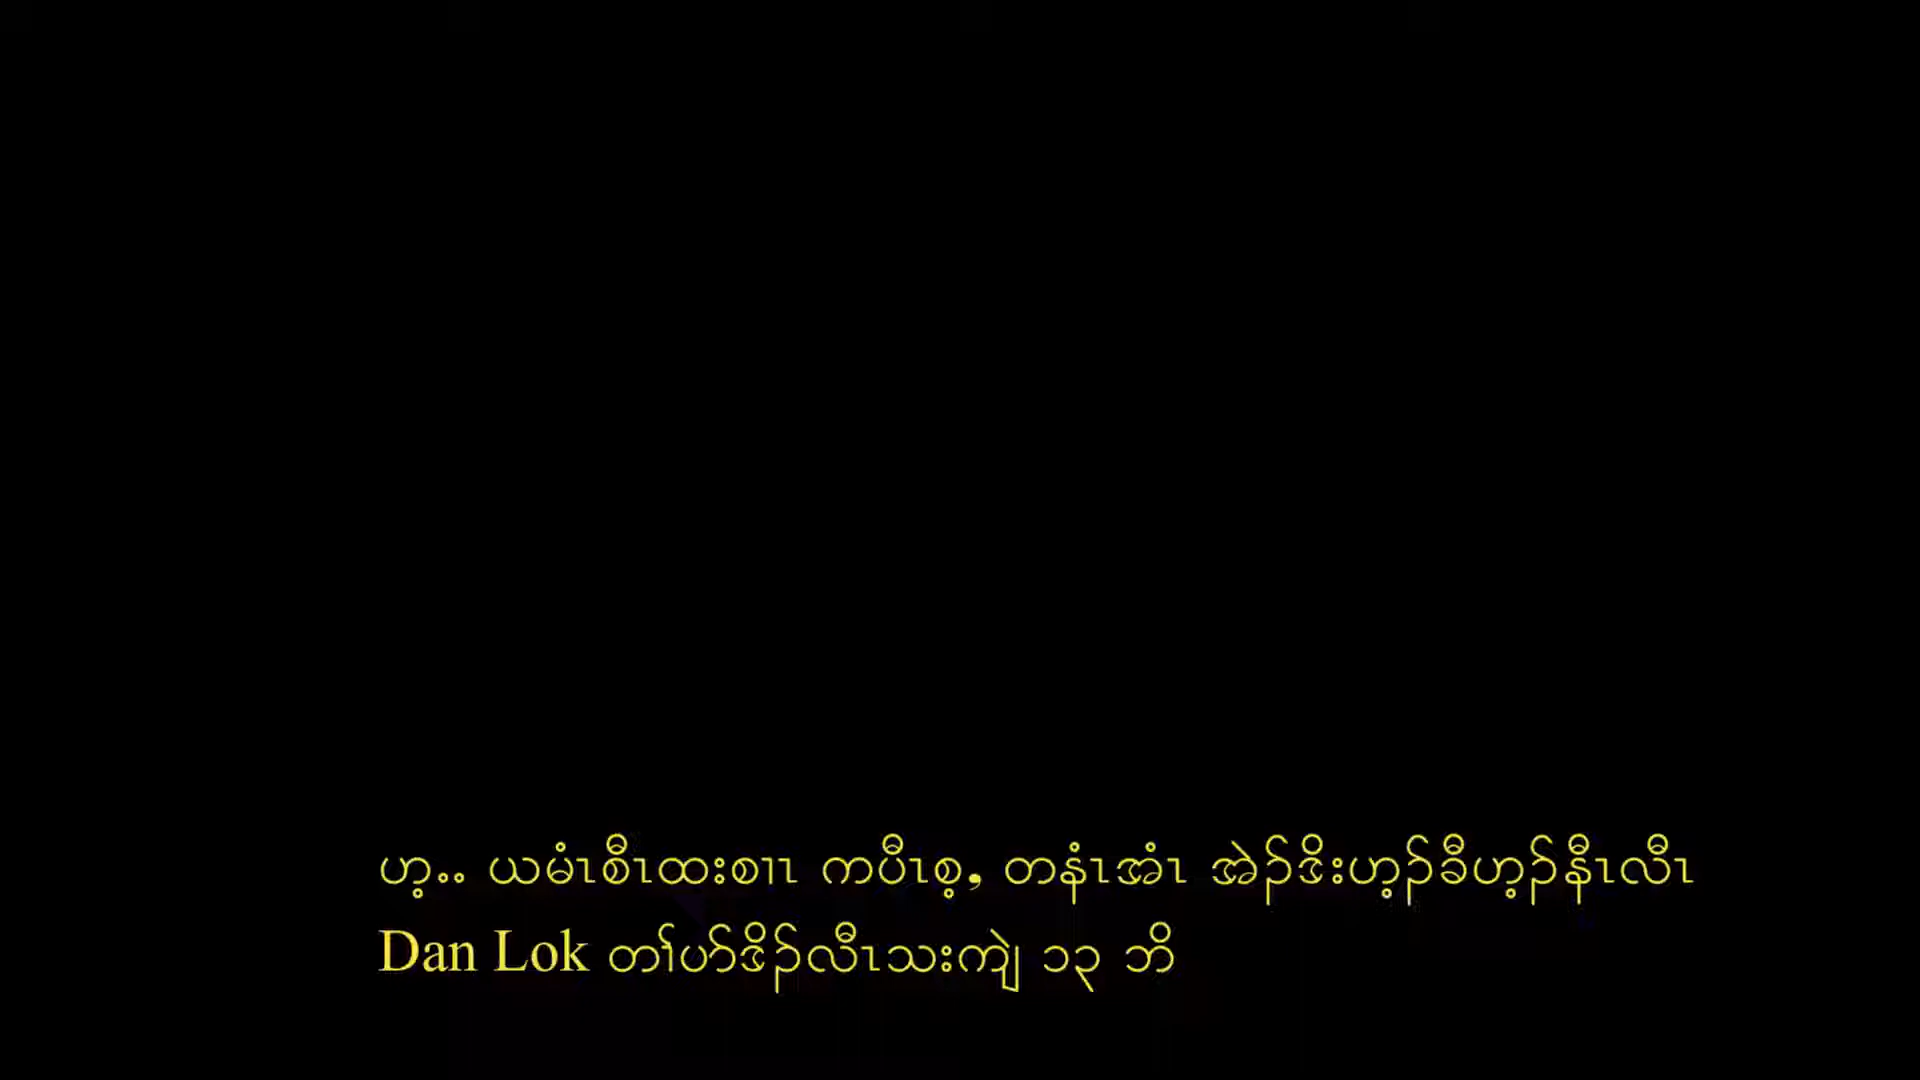 ဟ့.. ယမံၤစီၤထးစၢၤ ကပီၤစ့, တနံၤအံၤ အဲၣ်ဒိးဟ့ၣ်ခီဟ့ၣ်နီၤလီၤ
Dan Lok တၢ်ပာ်ဒိၣ်လီၤသးကျဲ ၁၃ ဘိ